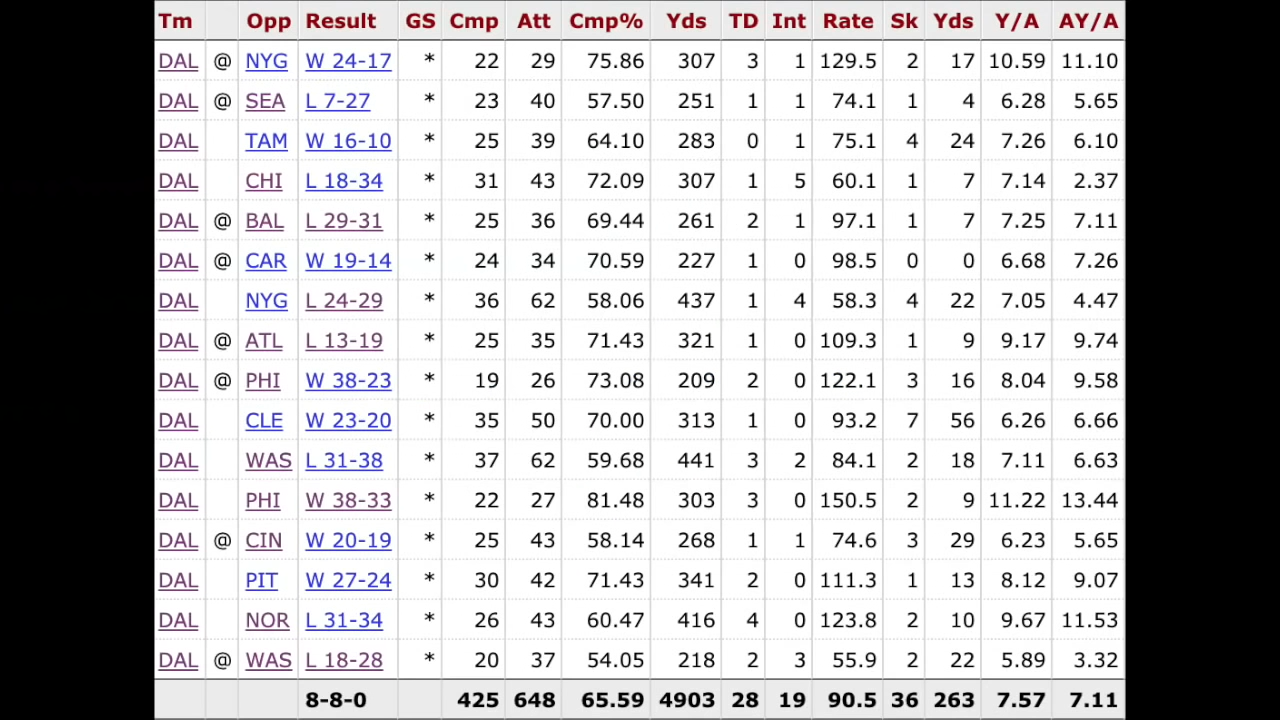 Tm Opp Result GS Cmp Att Cmp% Yds TD Int Rate Sk Yds Y/A AY/A
DAL @ NYG W 24-17 * 22 29 75.86 307 3 1 129.5 2 17 10.59 11.10
DAL @ SEA L 7-27 * 23 40 57.50 251 1 1 74.1 1 4 6.28 5.65
DAL TAM W 16-10 * 25 39 64.10 283 0 1 75.1 4 24 7.26 6.10
DAL CHI L 18-34 * 31 43 72.09 307 1 5 60.1 1 7 7.14 2.37
DAL @ BAL L 29-31 * 25 36 69.44 261 2 1 97.1 1 7 7.25 7.11
DAL @ CAR W 19-14 * 24 34 70.59 227 1 0 98.5 0 0 6.68 7.26
DAL NYG L 24-29 * 36 62 58.06 437 1 4 58.3 4 22 7.05 4.47
DAL @ ATL L 13-19 * 25 35 71.43 321 1 0 109.3 1 9 9.17 9.74
DAL @ PHI W 38-23 * 19 26 73.08 209 2 0 122.1 3 16 8.04 9.58
DAL CLE W 23-20 * 35 50 70.00 313 1 0 93.2 7 56 6.26 6.66
DAL WAS L 31-38 * 37 62 59.68 441 3 2 84.1 2 18 7.11 6.63
DAL PHI W 38-33 * 22 27 81.48 303 3 0 150.5 2 9 11.22 13.44
DAL @ CIN W 20-19 * 25 43 58.14 268 1 1 74.6 3 29 6.23 5.65
DAL PIT W 27-24 * 30 42 71.43 341 2 0 111.3 1 13 8.12 9.07
DAL NOR L 31-34 * 26 43 60.47 416 4 0 123.8 2 10 9.67 11.53
DAL @ WAS L 18-28 * 20 37 54.05 218 2 3 55.9 2 22 5.89 3.32
8-8-0 425 648 65.59 4903 28 19 90.5 36 263 7.57 7.11